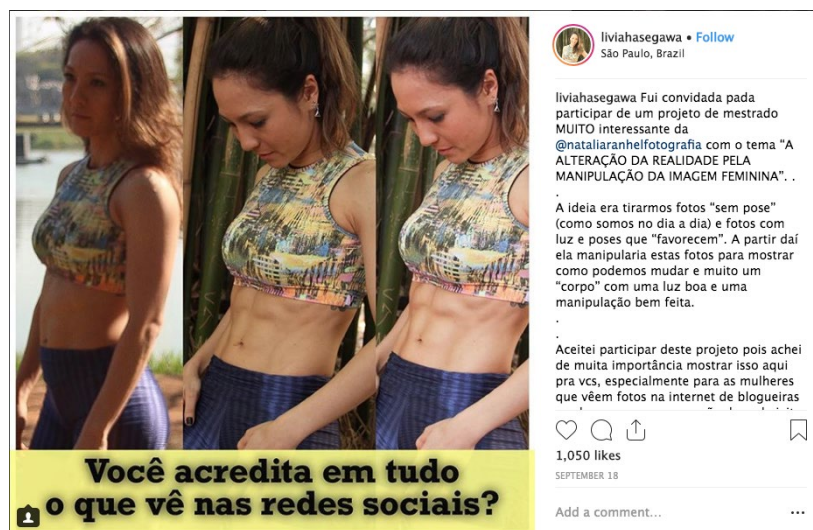 Você acredita em tudo
o que vê nas redes sociais?
liviahasegawa • Follow
São Paulo, Brazil
liviahasegawa Fui convidada pada
participar de um projeto de mestrado
MUITO interessante da
@nataliaranhelfotografia com o tema “A
ALTERAÇÃO DA REALIDADE PELA
MANIPULAÇÃO DA IMAGEM FEMININA”. .
.
A ideia era tirarmos fotos “sem pose”
(como somos no dia a dia) e fotos com
luz e poses que “favorecem”. A partir daí
ela manipularia estas fotos para mostrar
como podemos mudar e muito um
“corpo” com uma luz boa e uma
manipulação bem feita.
.
.
Aceitei participar deste projeto pois achei
de muita importância mostrar isso aqui
pra vcs, especialmente para as mulheres
que vêem fotos na internet de blogueiras
1,050 likes
SEPTEMBER 18
Add a comment...